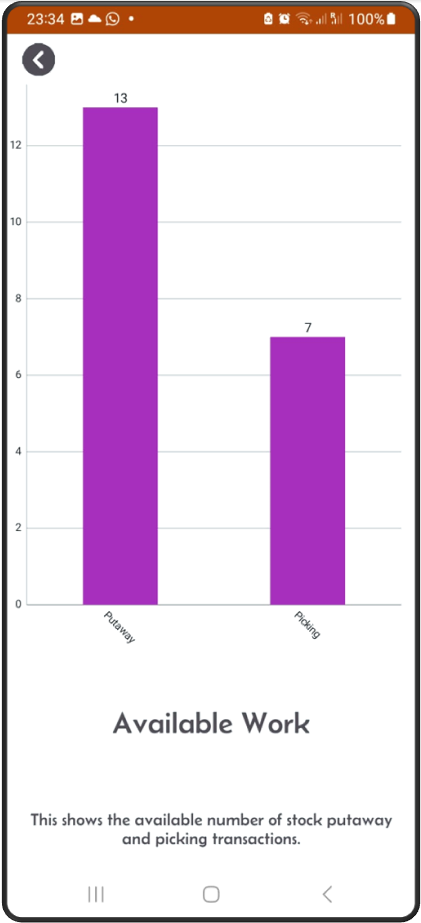 23:34 100%
13
12
10
8
7
6
4
2
0
Putaway Picking
Available Work
This shows the available number of stock putaway
and picking transactions.